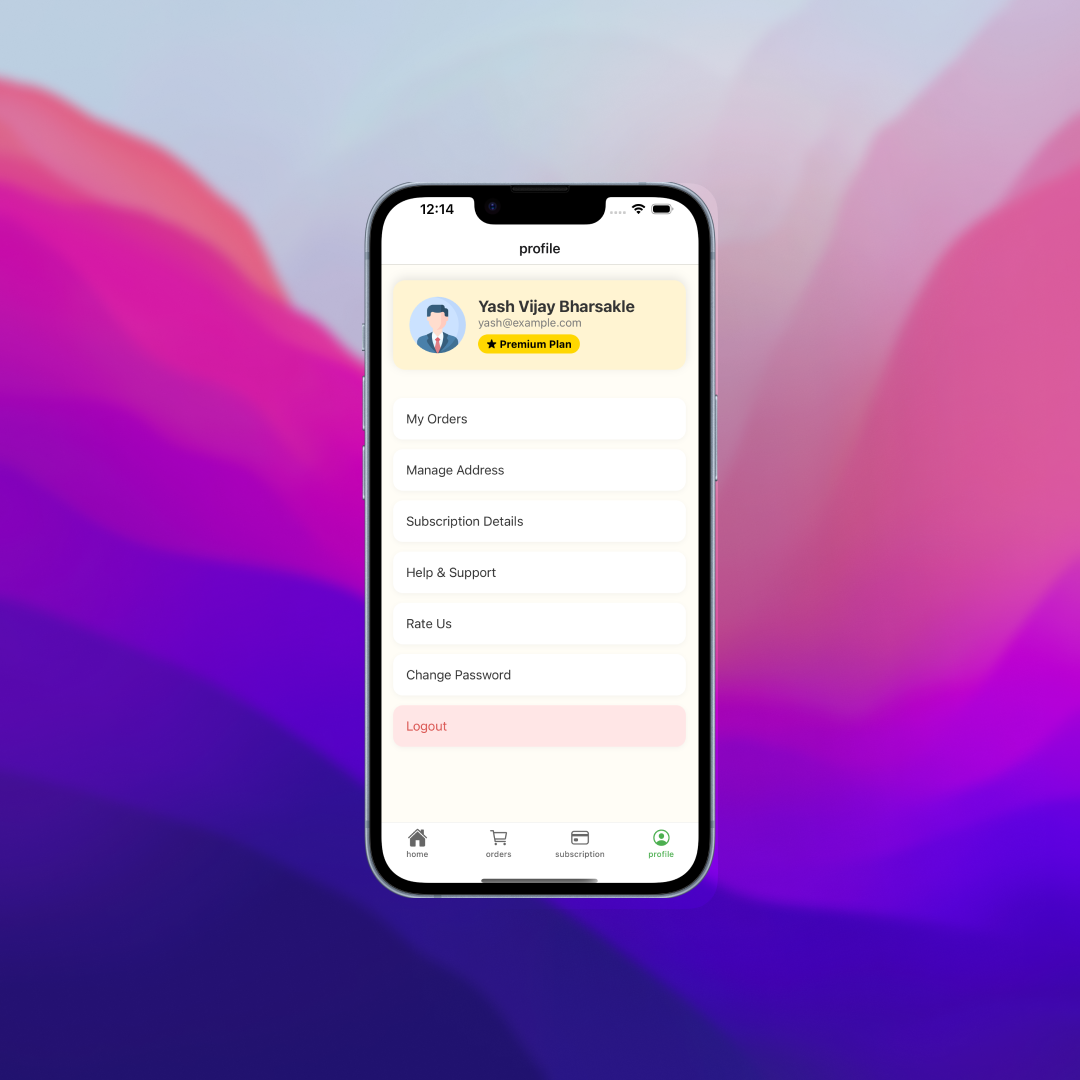 12:14
profile
Yash Vijay Bharsakle
yash@example.com
★ Premium Plan
My Orders
Manage Address
Subscription Details
Help & Support
Rate Us
Change Password
Logout
home orders subscription profile